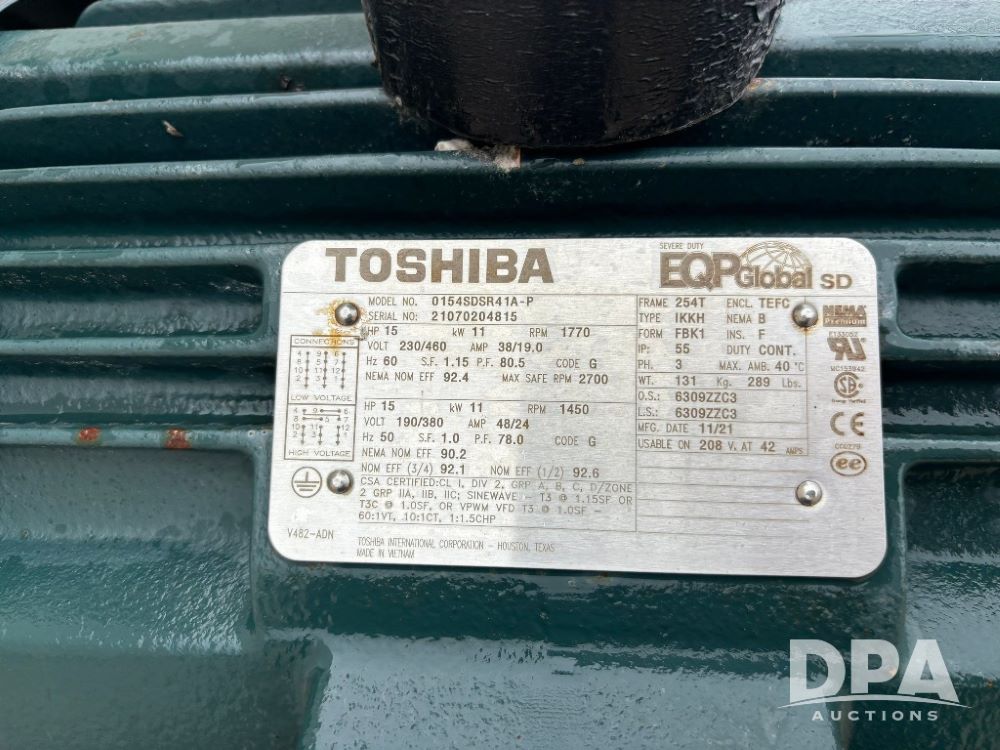 TOSHIBA
SEVERE DUTY
EQP Global SD
MODEL NO. 0154SDSR41A-P
SERIAL NO: 21070204815
HP 15 kW 11 RPM 1770
VOLT 230/460 AMP 38/19.0
Hz 60 S.F. 1.15 P.F. 80.5 CODE G
NEMA NOM EFF 92.4 MAX SAFE RPM 2700
HP 15 kW 11 RPM 1450
VOLT 190/380 AMP 48/24
Hz 50 S.F. 1.0 P.F. 78.0 CODE G
NEMA NOM EFF 90.2
NOM EFF (3/4) 92.1 NOM EFF (1/2) 92.6
CSA CERTIFIED:CL I, DIV 2, GRP A, B, C, D/ZONE
2 GRP IIA, IIB, IIC; SINEWAVE - T3 @ 1.15SF OR
T3C @ 1.0SF, OR VPWM VFD T3 @ 1.0SF -
60:1VT, 10:1CT, 1:1.5CHP
FRAME 254T ENCL. TEFC
TYPE IKKH NEMA B
FORM FBK1 INS. F
IP: 55 DUTY CONT.
PH. 3 MAX. AMB. 40 °C
WT. 131 Kg. 289 Lbs.
O.S.: 6309ZZC3
L.S.: 6309ZZC3
MFG. DATE 11/21
USABLE ON 208 V. AT 42 AMPS
NEMA
Premium
MC153942
CE
ee
CONNECTIONS
LOW VOLTAGE
HIGH VOLTAGE
V482-ADN
TOSHIBA INTERNATIONAL CORPORATION - HOUSTON, TEXAS
MADE IN VIETNAM
DPA
AUCTIONS